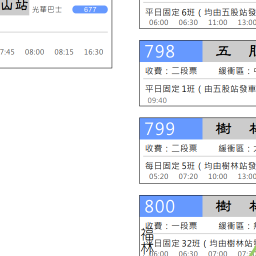 山站 光華巴士 677
7:45 08:00 08:15 16:30
平日固定 6班 ( 均由五股站發
06:00 06:30 11:00 13:00
798 五 股
收費：二段票 緩衝區：
平日固定 1班 ( 由五股站發車
09:40
799 樹 林
收費：二段票 緩衝區：
每日固定 5班 ( 均由樹林站發
05:20 07:20 10:00 13:00
800 樹 林
收費：一段票 緩衝區：
福林
平日固定 32班 ( 均由樹林站
06:00 06:30 07:00 07:30